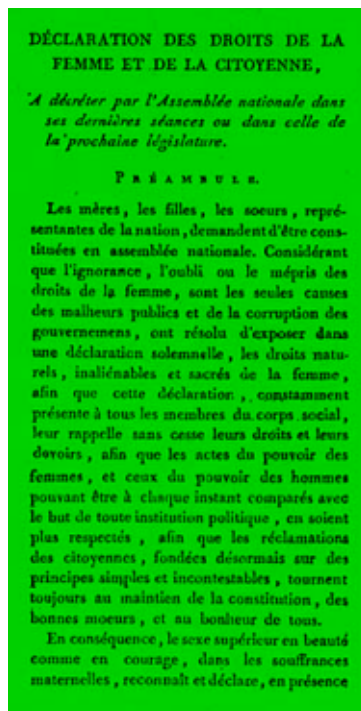 DÉCLARATION DES DROITS DE LA
FEMME ET DE LA CITOYENNE,
A décréter par l'Assemblée nationale dans
ses dernières séances ou dans celle de
la prochaine législature.
PRÉAMBULE.
Les mères, les filles, les soeurs, repré-
sentantes de la nation, demandent d'être cons-
tituées en assemblée nationale. Considérant
que l'ignorance, l'oubli ou le mépris des
droits de la femme, sont les seules causes
des malheurs publics et de la corruption des
gouvernemens, ont résolu d'exposer dans
une déclaration solemnelle, les droits natu-
rels, inaliénables et sacrés de la femme,
afin que cette déclaration, constamment
présente à tous les membres du corps social,
leur rappelle sans cesse leurs droits et leurs
devoirs, afin que les actes du pouvoir des
femmes, et ceux du pouvoir des hommes
pouvant être à chaque instant comparés avec
le but de toute institution politique, en soient
plus respectés, afin que les réclamations
des citoyennes, fondées désormais sur des
principes simples et incontestables, tournent
toujours au maintien de la constitution, des
bonnes moeurs, et au bonheur de tous.
En conséquence, le sexe supérieur en beauté
comme en courage, dans les souffrances
maternelles, reconnaît et déclare, en présence